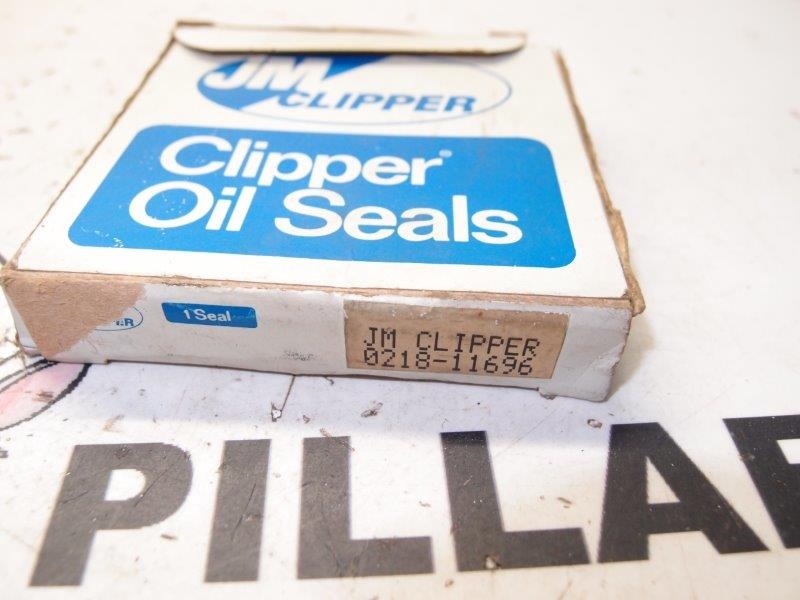 JM CLIPPER
Clipper®
Oil Seals
1 Seal
JM CLIPPER
0218-11696
PILLAR